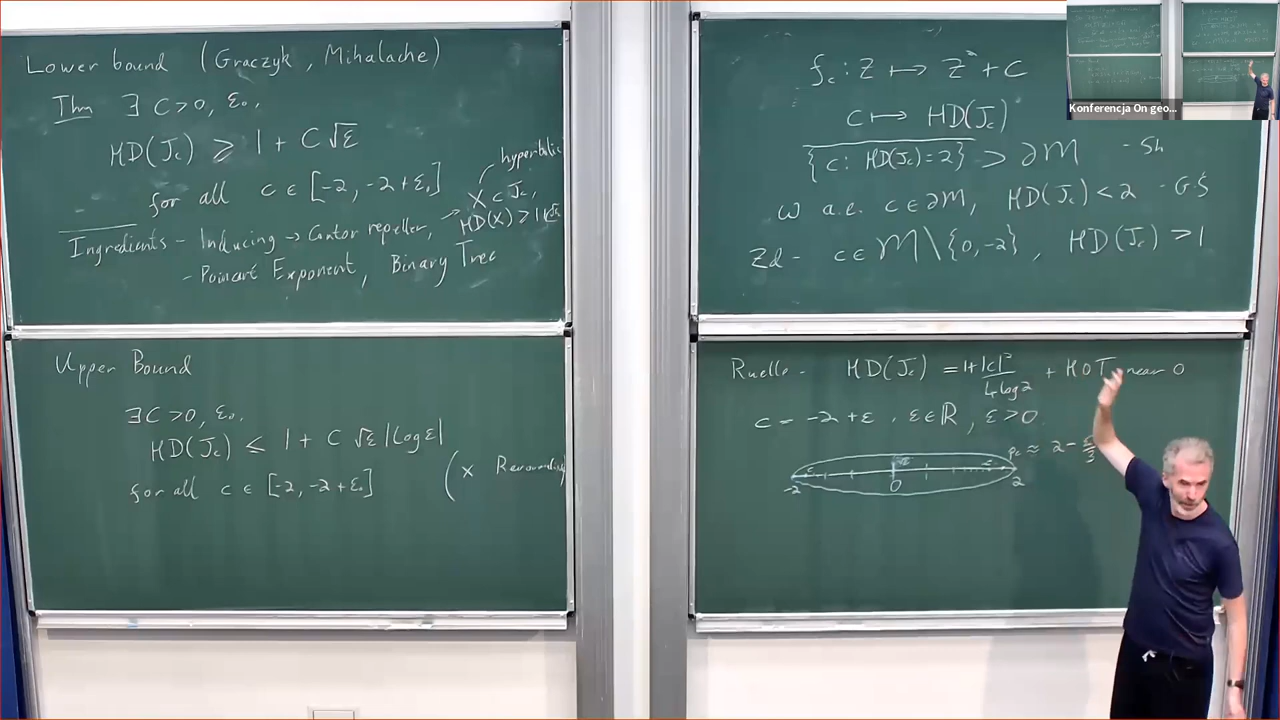 Lower bound (Graczyk, Mihalache)
Thm ∃ C>0, ε₀.
HD(J_c) ≥ 1 + C√ε
for all c ∈ [-2, -2+ε₀]
hyperbolic
X ⊂ J_c,
HD(X) ≥ 1+C√ε
Ingredients - Inducing → Cantor repeller,
- Poincaré Exponent, Binary Tree
Upper Bound
∃C>0, ε₀.
HD(J_c) ≤ 1 + C √ε |log ε|
for all c ∈ [-2, -2+ε₀]
(x
f_c : Z ↦ Z² + C
c ↦ HD(J_c)
{c: HD(J_c)=2} ⊃ ∂M - Sh
ω a.e. c∈∂M, HD(J_c) < 2 - G.Ś
Zd - c∈M\{0,-2}, HD(J_c) > 1
Ruelle - HD(J_c) = 1+|c|²/4log2 + HOT near 0
c = -2+ε, ε∈ℝ, ε>0.
β_c ≈ 2-ε/3
-2 c 0 √ε ε 2
Konferencja On geo...